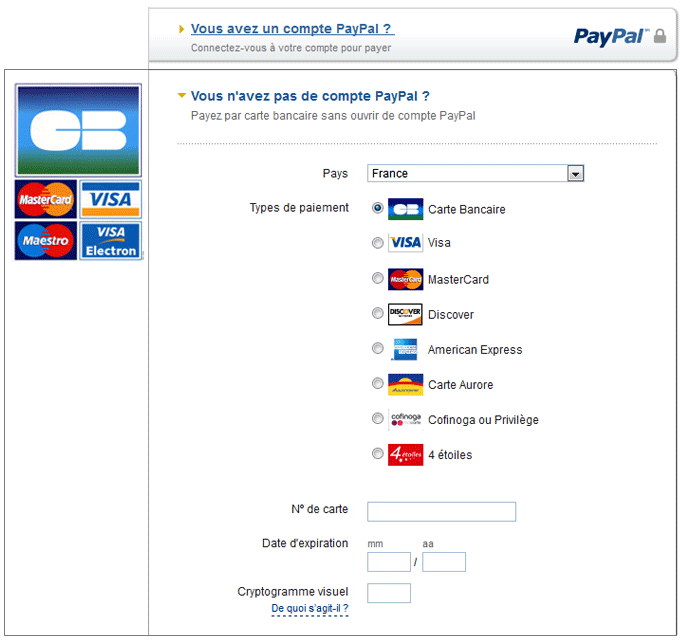 Vous avez un compte PayPal ?
Connectez-vous à votre compte pour payer
PayPal™
CB
MasterCard
VISA
Maestro
VISA
Electron
Vous n'avez pas de compte PayPal ?
Payez par carte bancaire sans ouvrir de compte PayPal
Pays France
Types de paiement CB Carte Bancaire
VISA Visa
MasterCard MasterCard
DISCOVER Discover
American Express
AURORE Carte Aurore
cofinoga Cofinoga ou Privilège
4 étoiles 4 étoiles
N° de carte
Date d'expiration mm aa
/
Cryptogramme visuel
De quoi s'agit-il ?